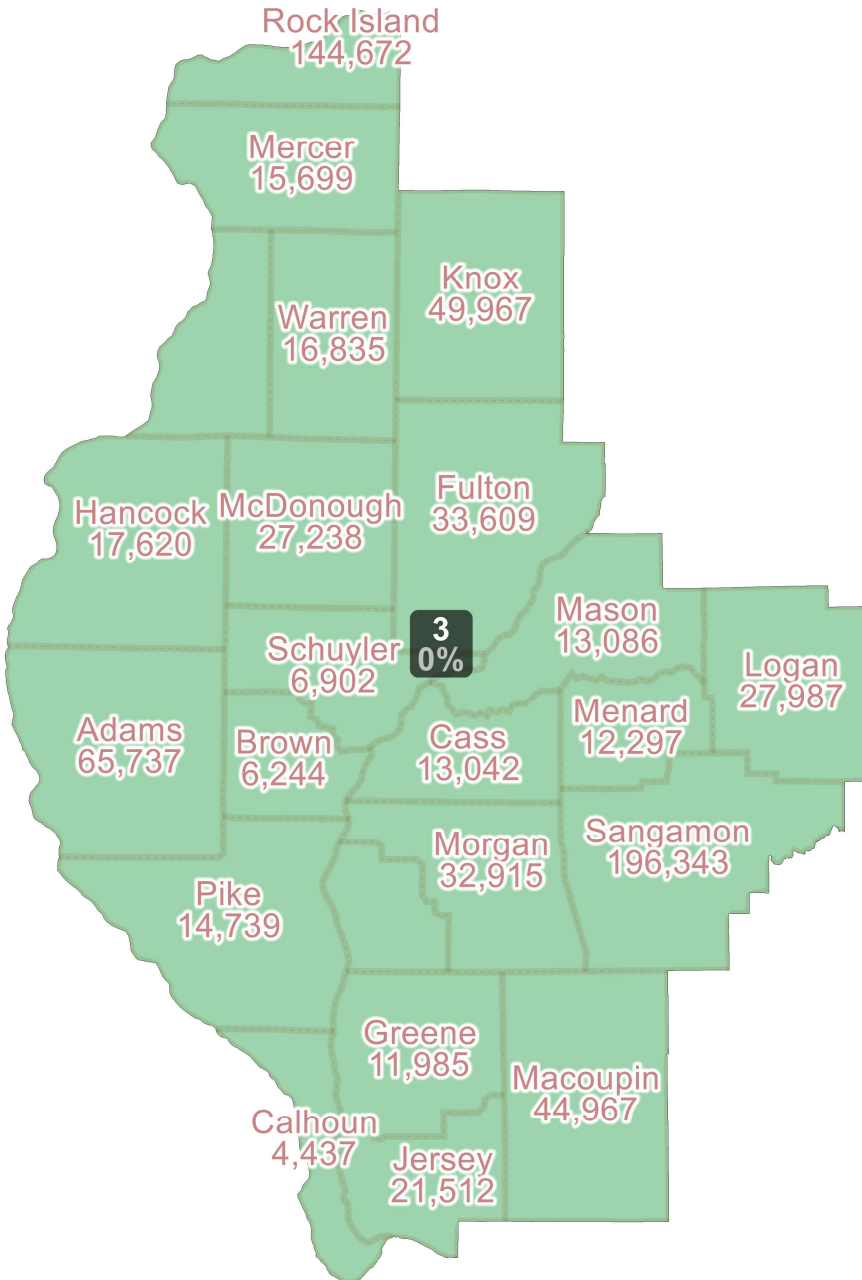 Rock Island
144,672
Mercer
15,699
Knox
49,967
Warren
16,835
Fulton
33,609
Hancock
17,620
McDonough
27,238
Mason
13,086
3
0%
Schuyler
6,902
Logan
27,987
Adams
65,737
Brown
6,244
Cass
13,042
Menard
12,297
Morgan
32,915
Sangamon
196,343
Pike
14,739
Greene
11,985
Macoupin
44,967
Calhoun
4,437
Jersey
21,512